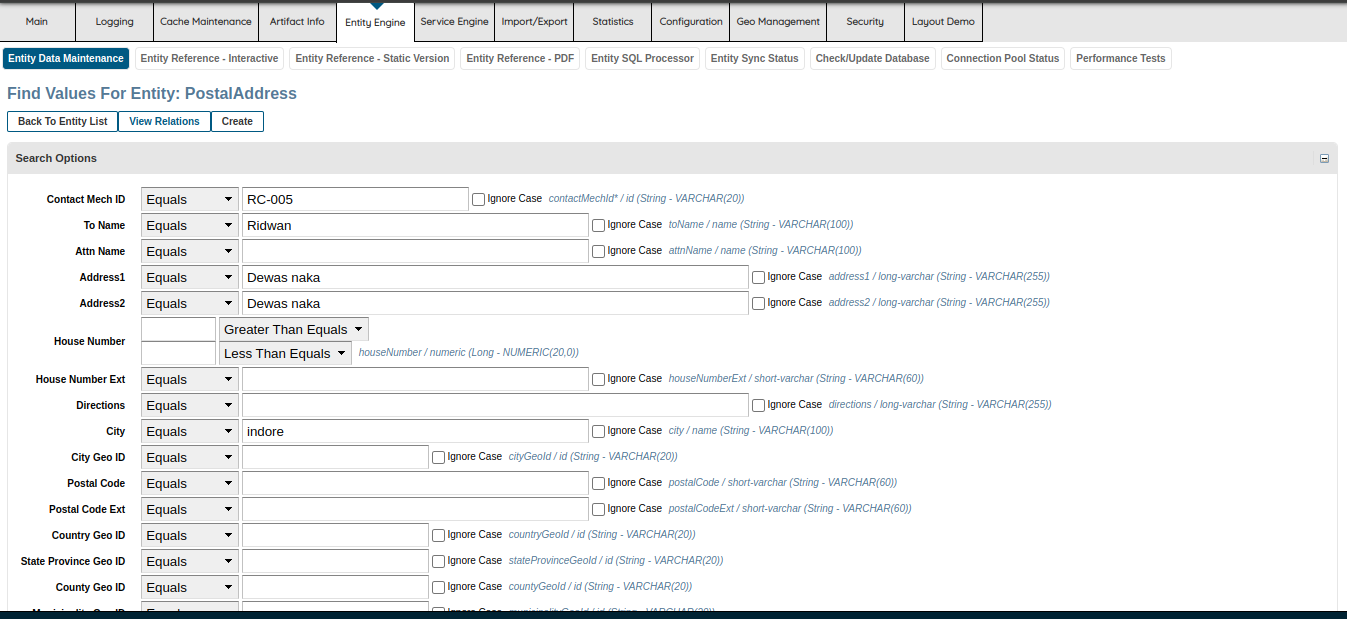 Main Logging Cache Maintenance Artifact Info Entity Engine Service Engine Import/Export Statistics Configuration Geo Management Security Layout Demo
Entity Data Maintenance Entity Reference - Interactive Entity Reference - Static Version Entity Reference - PDF Entity SQL Processor Entity Sync Status Check/Update Database Connection Pool Status Performance Tests
Find Values For Entity: PostalAddress
Back To Entity List View Relations Create
Search Options
Contact Mech ID Equals RC-005 Ignore Case contactMechId* / id (String - VARCHAR(20))
To Name Equals Ridwan Ignore Case toName / name (String - VARCHAR(100))
Attn Name Equals Ignore Case attnName / name (String - VARCHAR(100))
Address1 Equals Dewas naka Ignore Case address1 / long-varchar (String - VARCHAR(255))
Address2 Equals Dewas naka Ignore Case address2 / long-varchar (String - VARCHAR(255))
House Number Greater Than Equals
Less Than Equals houseNumber / numeric (Long - NUMERIC(20,0))
House Number Ext Equals Ignore Case houseNumberExt / short-varchar (String - VARCHAR(60))
Directions Equals Ignore Case directions / long-varchar (String - VARCHAR(255))
City Equals indore Ignore Case city / name (String - VARCHAR(100))
City Geo ID Equals Ignore Case cityGeoId / id (String - VARCHAR(20))
Postal Code Equals Ignore Case postalCode / short-varchar (String - VARCHAR(60))
Postal Code Ext Equals Ignore Case postalCodeExt / short-varchar (String - VARCHAR(60))
Country Geo ID Equals Ignore Case countryGeoId / id (String - VARCHAR(20))
State Province Geo ID Equals Ignore Case stateProvinceGeoId / id (String - VARCHAR(20))
County Geo ID Equals Ignore Case countyGeoId / id (String - VARCHAR(20))